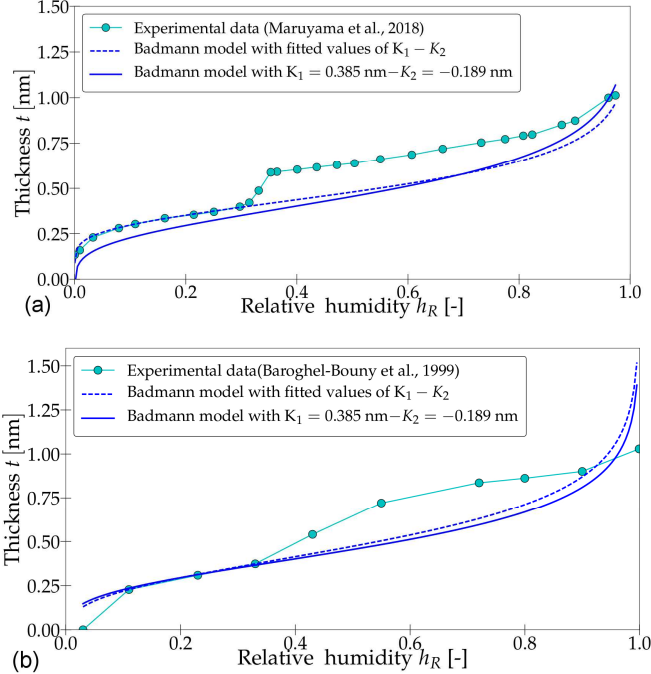 1.50
Experimental data (Maruyama et al., 2018)
Badmann model with fitted values of K₁ − K₂
Badmann model with K₁ = 0.385 nm−K₂ = −0.189 nm
1.25
1.00
0.75
0.50
0.25
0.00
Thickness t [nm]
0.0 0.2 0.4 0.6 0.8 1.0
(a) Relative humidity hR [-]
1.50
Experimental data(Baroghel-Bouny et al., 1999)
Badmann model with fitted values of K₁ − K₂
Badmann model with K₁ = 0.385 nm−K₂ = −0.189 nm
1.25
1.00
0.75
0.50
0.25
0.00
Thickness t [nm]
0.0 0.2 0.4 0.6 0.8 1.0
(b) Relative humidity hR [-]